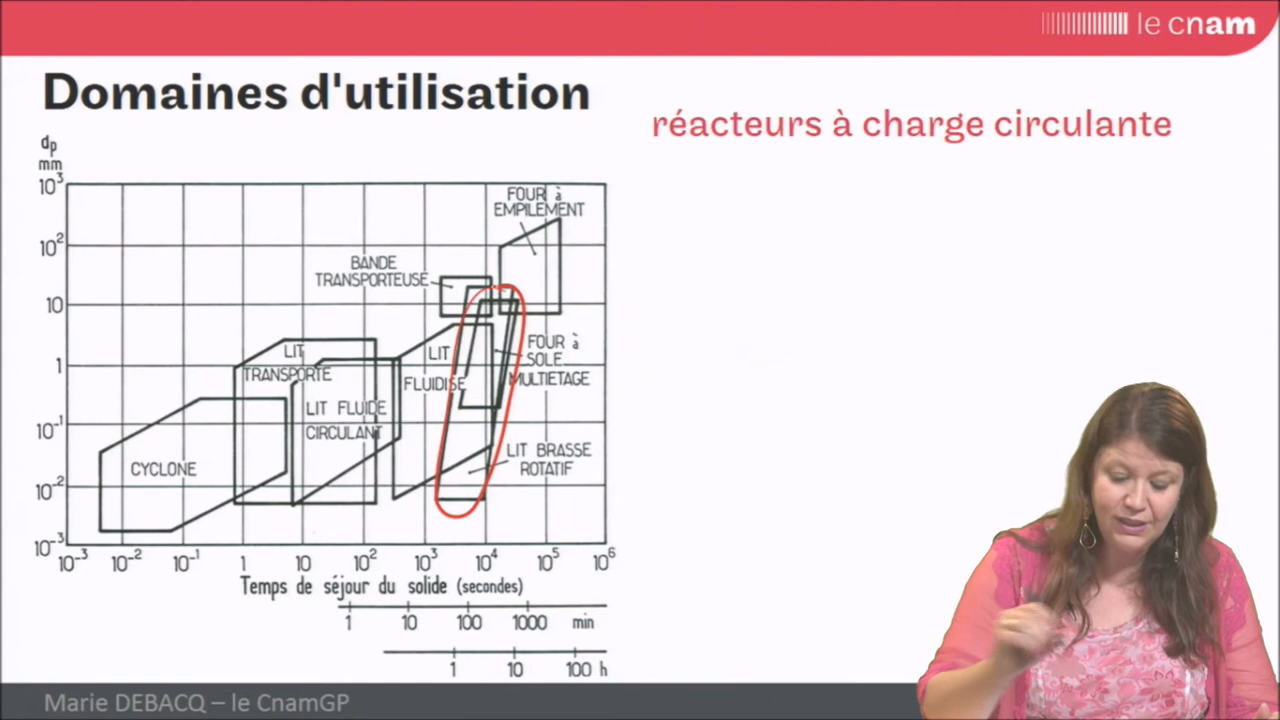 le cnam
Domaines d'utilisation
réacteurs à charge circulante
dp
mm
10³
10²
10
1
10⁻¹
10⁻²
10⁻³
FOUR à
EMPILEMENT
BANDE
TRANSPORTEUSE
LIT
TRANSPORTE
LIT
FLUIDISE
FOUR à
SOLE
MULTIETAGE
LIT FLUIDE
CIRCULANT
CYCLONE
LIT BRASSE
ROTATIF
10⁻³ 10⁻² 10⁻¹ 1 10 10² 10³ 10⁴ 10⁵ 10⁶
Temps de séjour du solide (secondes)
1 10 100 1000 min
1 10 100 h
Marie DEBACQ – le CnamGP